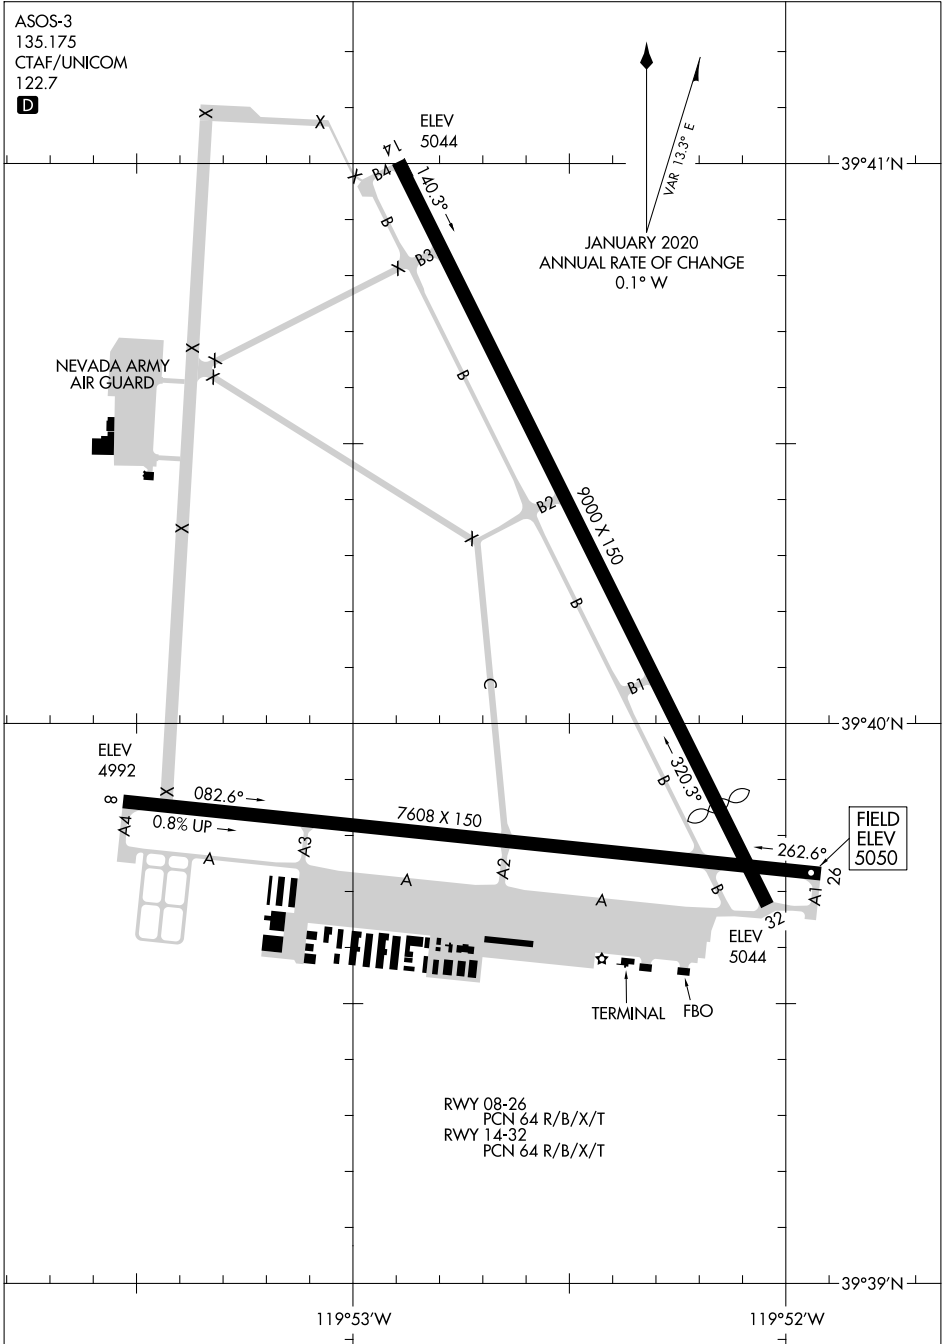 ASOS-3
135.175
CTAF/UNICOM
122.7
D
ELEV
5044
14
140.3°
VAR 13.3° E
39°41'N
JANUARY 2020
ANNUAL RATE OF CHANGE
0.1° W
X
X
X
B4
B
B3
X
NEVADA ARMY
AIR GUARD
X
X
X
B
B2
9000 X 150
X
X
B
C
B1
39°40'N
320.3°
B
ELEV
4992
8
X
082.6°
0.8% UP
7608 X 150
A4
A
A3
A
A2
A
B
262.6°
26
A1
FIELD
ELEV
5050
32
ELEV
5044
TERMINAL
FBO
RWY 08-26
PCN 64 R/B/X/T
RWY 14-32
PCN 64 R/B/X/T
39°39'N
119°53'W
119°52'W